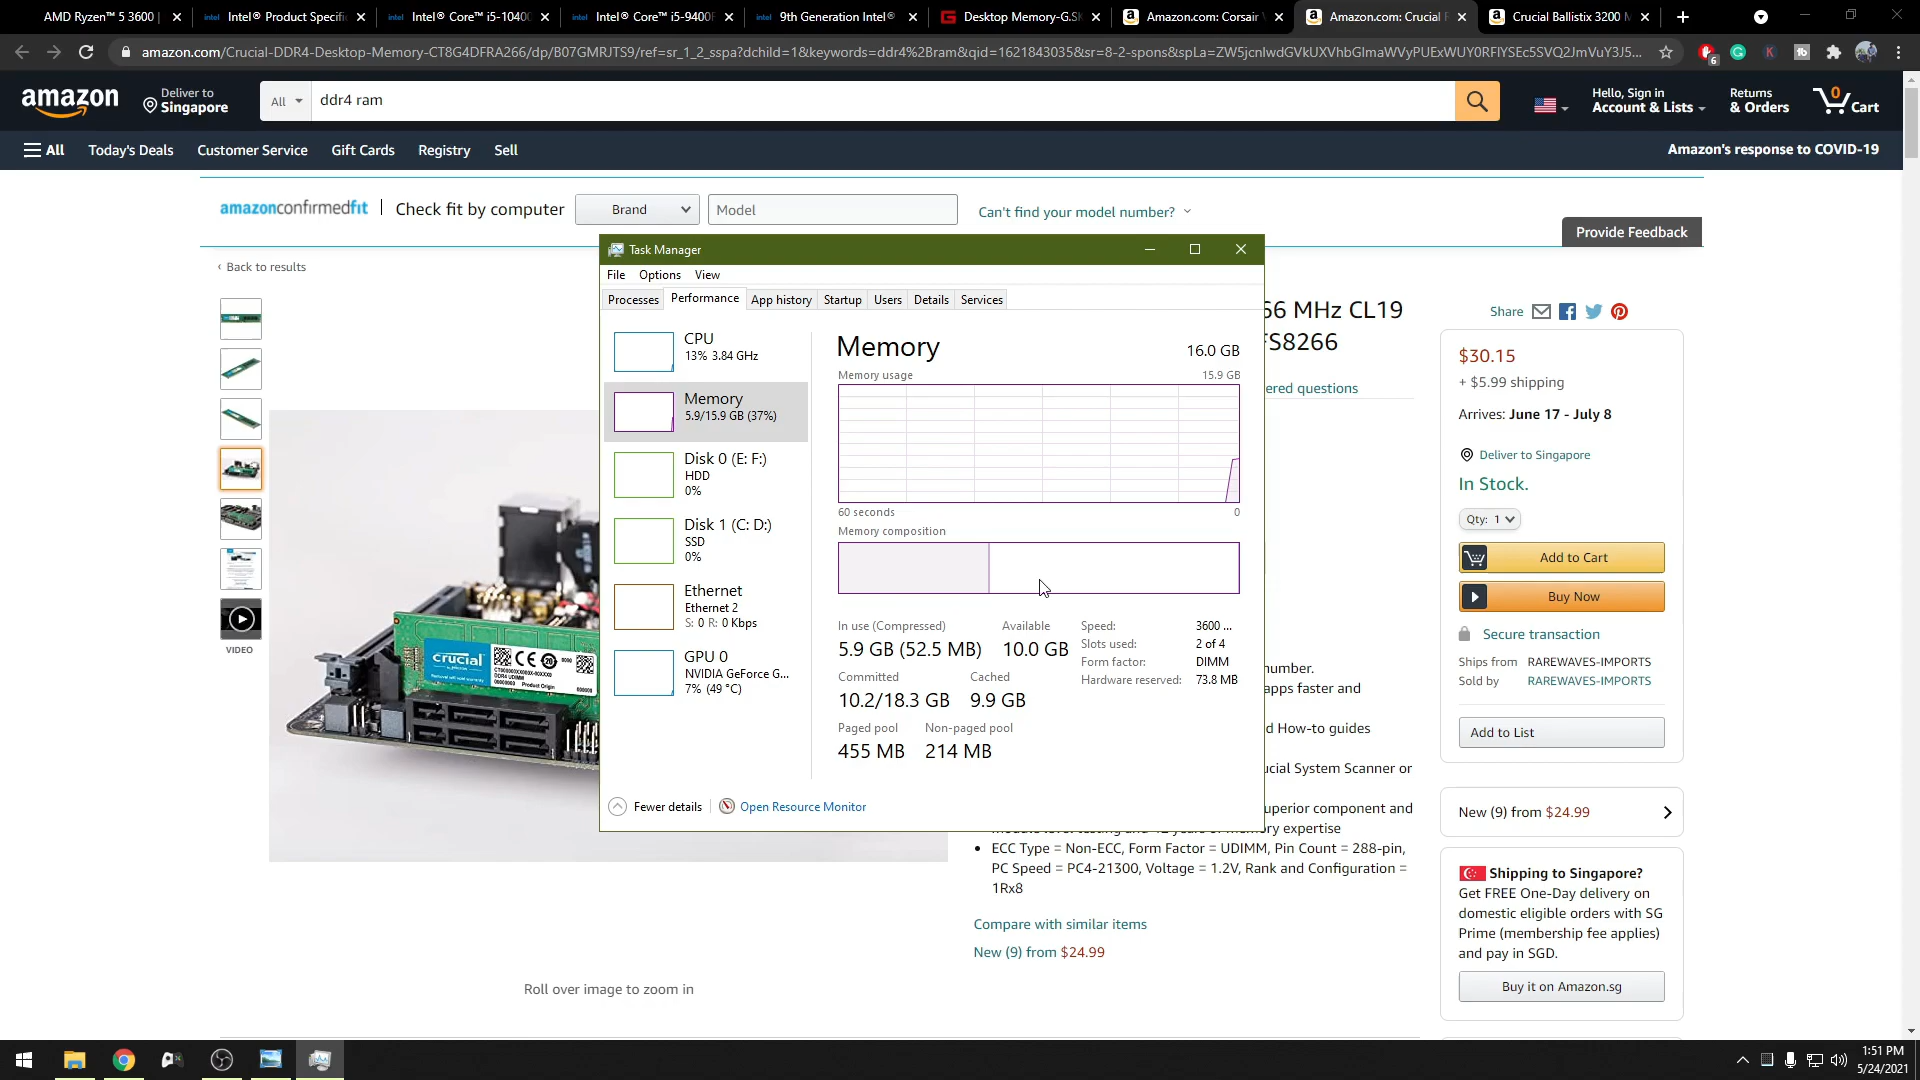 AMD Ryzen™ 5 3600 |
Intel® Product Specifi
Intel® Core™ i5-10400
Intel® Core™ i5-9400F
9th Generation Intel®
Desktop Memory-G.SK
Amazon.com: Corsair V
Amazon.com: Crucial R
Crucial Ballistix 3200 M
amazon.com/Crucial-DDR4-Desktop-Memory-CT8G4DFRA266/dp/B07GMRJTS9/ref=sr_1_2_sspa?dchild=1&keywords=ddr4%2Bram&qid=1621843035&sr=8-2-spons&spLa=
6
amazon
Deliver to
Singapore
All
ddr4 ram
Hello, Sign in
Account & Lists
Returns
& Orders
0
Cart
All
Today's Deals
Customer Service
Gift Cards
Registry
Sell
Amazon's response to COVID-19
amazonconfirmedfit
Check fit by computer
Brand
Model
Can't find your model number?
Provide Feedback
‹ Back to results
VIDEO
crucial
DDR4 UDIMM
Roll over image to zoom in
66 MHz CL19
FS8266
ered questions
number.
apps faster and
d How-to guides
ucial System Scanner or
uperior component and
• ECC Type = Non-ECC, Form Factor = UDIMM, Pin Count = 288-pin,
PC Speed = PC4-21300, Voltage = 1.2V, Rank and Configuration =
1Rx8
Compare with similar items
New (9) from $24.99
Task Manager
File
Options
View
Processes
Performance
App history
Startup
Users
Details
Services
CPU
13% 3.84 GHz
Memory
5.9/15.9 GB (37%)
Disk 0 (E: F:)
HDD
0%
Disk 1 (C: D:)
SSD
0%
Ethernet
Ethernet 2
S: 0 R: 0 Kbps
GPU 0
NVIDIA GeForce G...
7% (49 °C)
Memory
16.0 GB
Memory usage
15.9 GB
60 seconds
0
Memory composition
In use (Compressed)
5.9 GB (52.5 MB)
Available
10.0 GB
Committed
10.2/18.3 GB
Cached
9.9 GB
Paged pool
455 MB
Non-paged pool
214 MB
Speed: 3600 ...
Slots used: 2 of 4
Form factor: DIMM
Hardware reserved: 73.8 MB
Fewer details
Open Resource Monitor
Share
$30.15
+ $5.99 shipping
Arrives: June 17 - July 8
Deliver to Singapore
In Stock.
Qty: 1
Add to Cart
Buy Now
Secure transaction
Ships from RAREWAVES-IMPORTS
Sold by RAREWAVES-IMPORTS
Add to List
New (9) from $24.99
Shipping to Singapore?
Get FREE One-Day delivery on
domestic eligible orders with SG
Prime (membership fee applies)
and pay in SGD.
Buy it on Amazon.sg
1:51 PM
5/24/2021